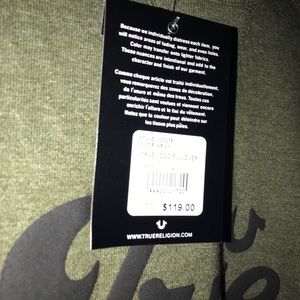 Because we individually distress each item, you
will notice areas of fading, wear, and even holes.
Color may transfer onto lighter fabrics.
These nuances are intentional and add to the
character and finish of our garment.
Comme chaque article est traité individuellement,
vous remarquerez des zones de décoloration,
de l'usure et même des trous. Toutes ces
particularités sont voulues et viennent encore
enrichir l'allure et le fini du vêtement.
Notez que la couleur peut déteindre sur
les tissus plus pâles.
$119.00
WWW.TRUERELIGION.COM